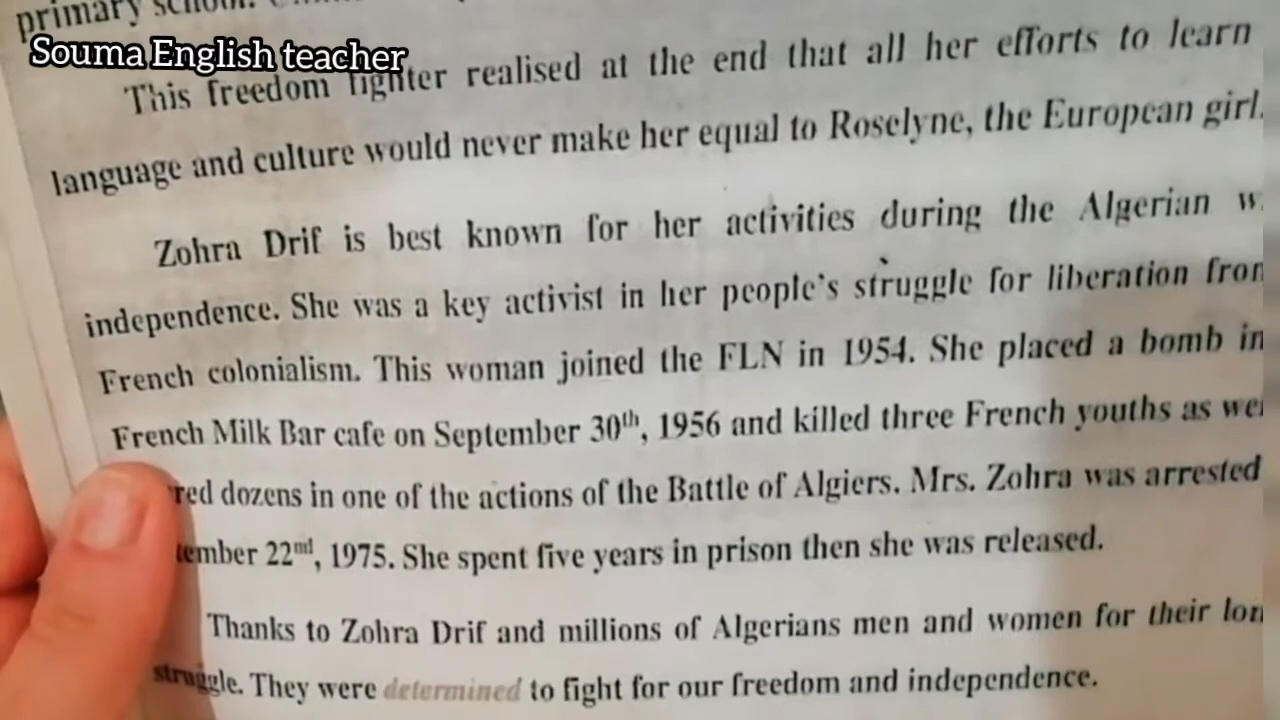 primary school.
Souma English teacher
This freedom fighter realised at the end that all her efforts to learn
language and culture would never make her equal to Roselyne, the European girl.
Zohra Drif is best known for her activities during the Algerian w
independence. She was a key activist in her people's struggle for liberation from
French colonialism. This woman joined the FLN in 1954. She placed a bomb in
French Milk Bar cafe on September 30th, 1956 and killed three French youths as we
red dozens in one of the actions of the Battle of Algiers. Mrs. Zohra was arrested
tember 22nd, 1975. She spent five years in prison then she was released.
Thanks to Zohra Drif and millions of Algerians men and women for their lon
struggle. They were determined to fight for our freedom and independence.